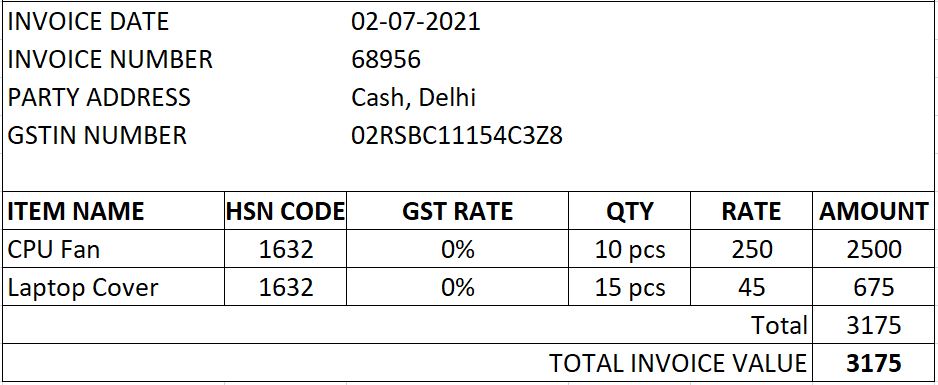 INVOICE DATE 02-07-2021
INVOICE NUMBER 68956
PARTY ADDRESS Cash, Delhi
GSTIN NUMBER 02RSBC11154C3Z8
ITEM NAME HSN CODE GST RATE QTY RATE AMOUNT
CPU Fan 1632 0% 10 pcs 250 2500
Laptop Cover 1632 0% 15 pcs 45 675
Total 3175
TOTAL INVOICE VALUE 3175